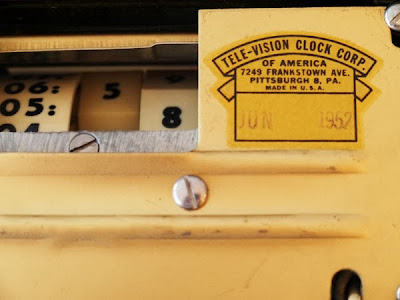 TELE-VISION CLOCK CORP.
OF AMERICA
7249 FRANKSTOWN AVE.
PITTSBURGH 8, PA.
MADE IN U.S.A.
JUN 1952
06:
05: 5
04 8